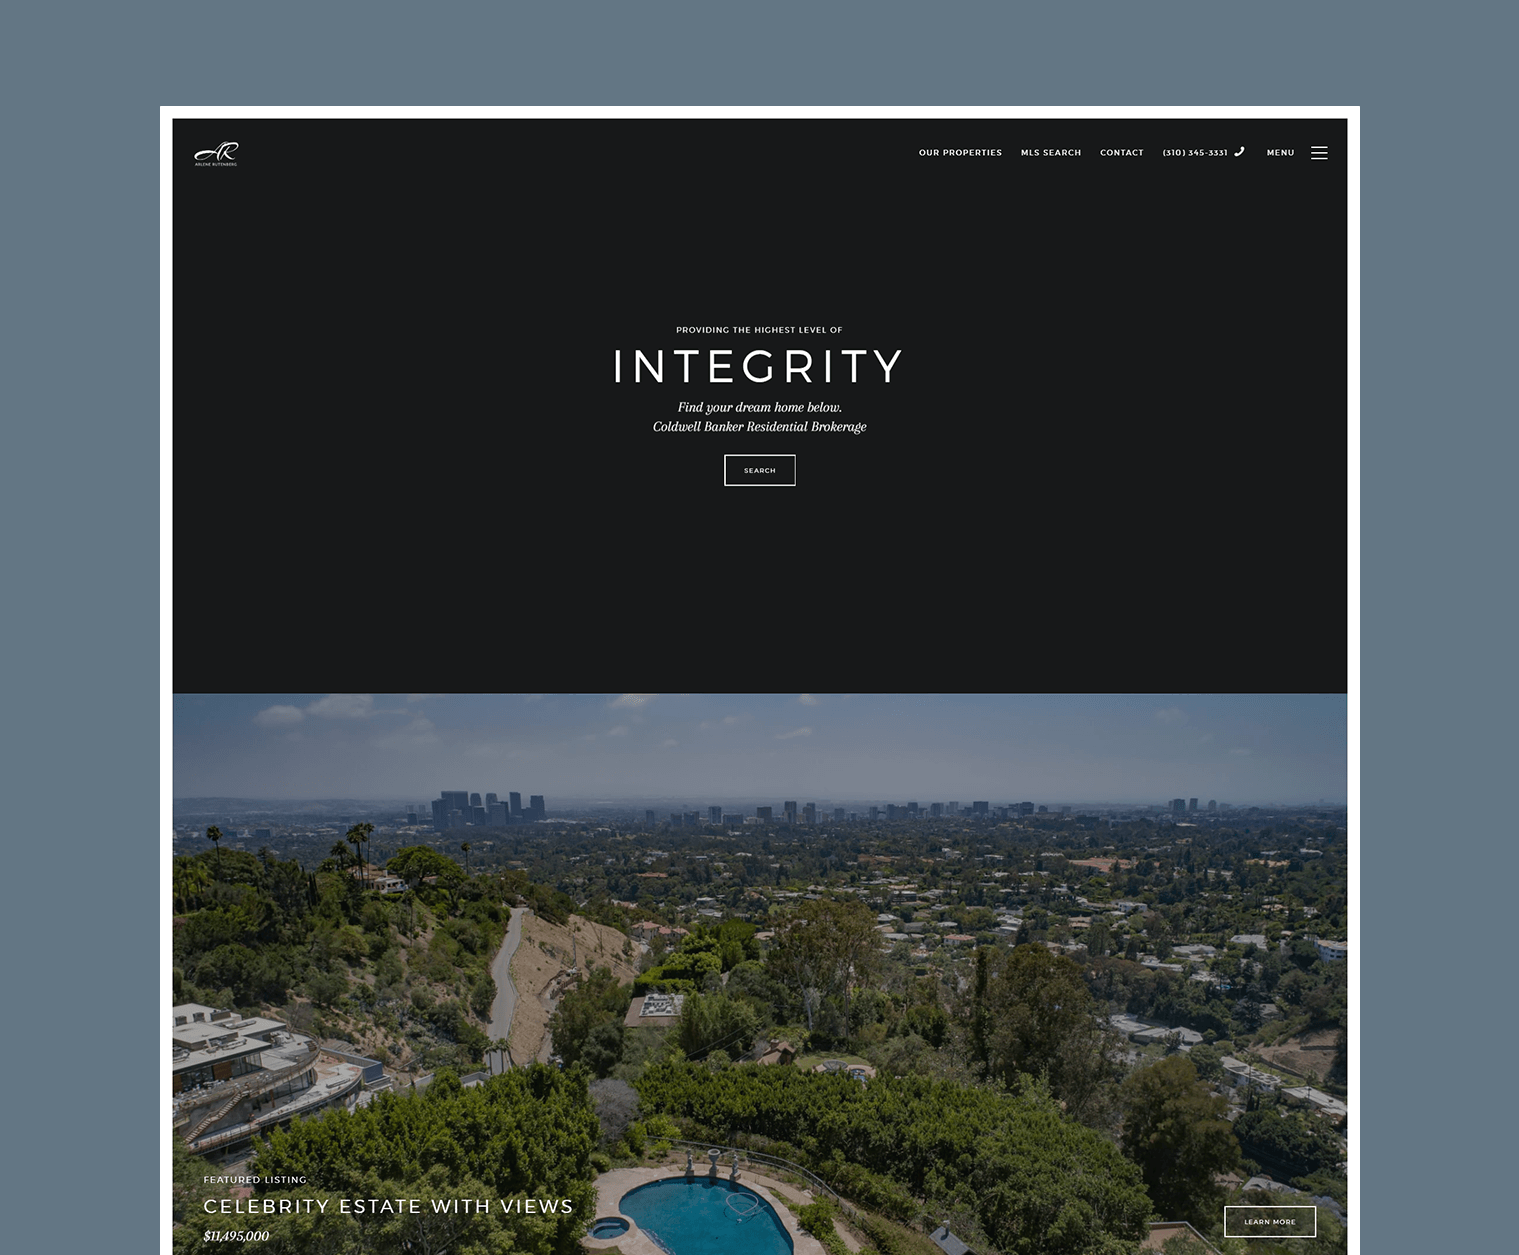 AR
ARLENE RUTENBERG
OUR PROPERTIES MLS SEARCH CONTACT (310) 345-3331 MENU
PROVIDING THE HIGHEST LEVEL OF
INTEGRITY
Find your dream home below.
Coldwell Banker Residential Brokerage
SEARCH
FEATURED LISTING
CELEBRITY ESTATE WITH VIEWS
$11,495,000
LEARN MORE